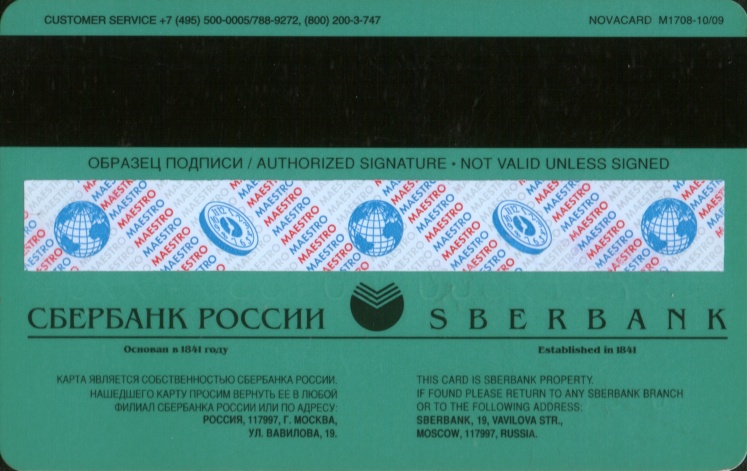 CUSTOMER SERVICE +7 (495) 500-0005/788-9272, (800) 200-3-747
NOVACARD M1708-10/09
ОБРАЗЕЦ ПОДПИСИ / AUTHORIZED SIGNATURE • NOT VALID UNLESS SIGNED
MAESTRO MAESTRO MAESTRO MAESTRO MAESTRO
СБЕРБАНК РОССИИ
SBERBANK
Основан в 1841 году
Established in 1841
КАРТА ЯВЛЯЕТСЯ СОБСТВЕННОСТЬЮ СБЕРБАНКА РОССИИ.
НАШЕДШЕГО КАРТУ ПРОСИМ ВЕРНУТЬ ЕЕ В ЛЮБОЙ
ФИЛИАЛ СБЕРБАНКА РОССИИ ИЛИ ПО АДРЕСУ:
РОССИЯ, 117997, Г. МОСКВА,
УЛ. ВАВИЛОВА, 19.
THIS CARD IS SBERBANK PROPERTY.
IF FOUND PLEASE RETURN TO ANY SBERBANK BRANCH
OR TO THE FOLLOWING ADDRESS:
SBERBANK, 19, VAVILOVA STR.,
MOSCOW, 117997, RUSSIA.